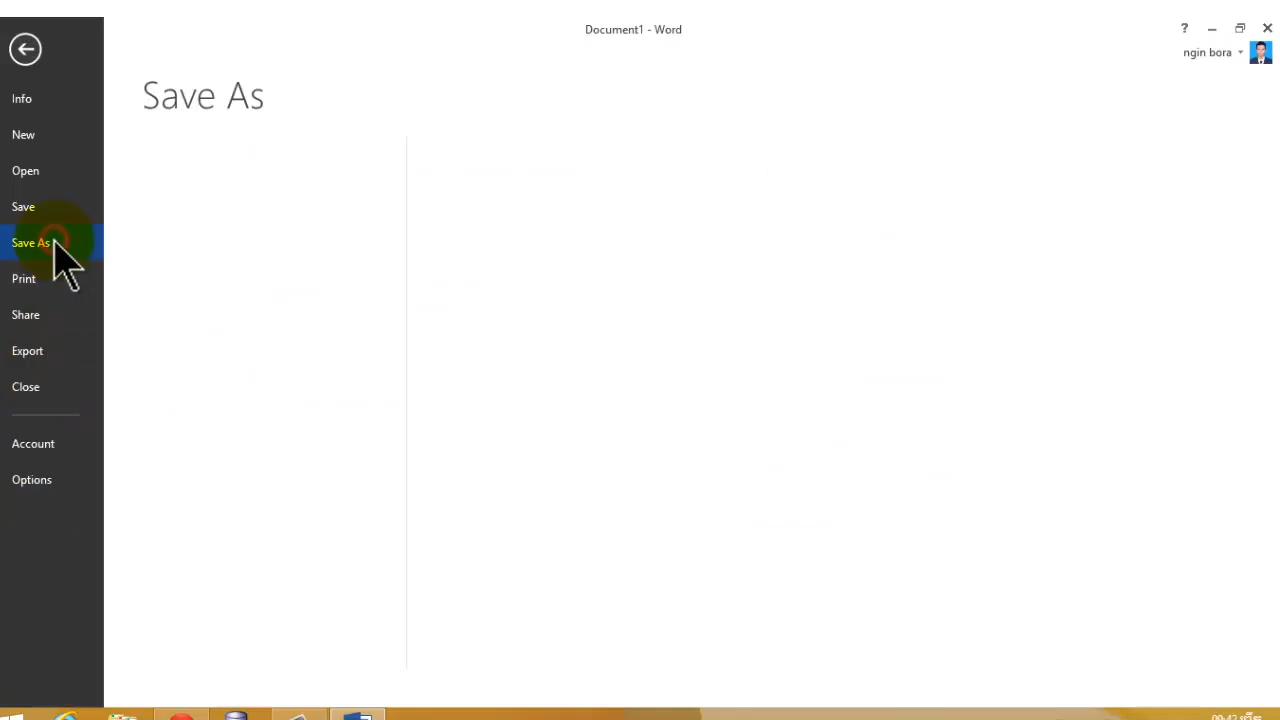 Document1 - Word
?
ngin bora
Save As
Info
New
Open
Save
Save As
Print
Share
Export
Close
Account
Options